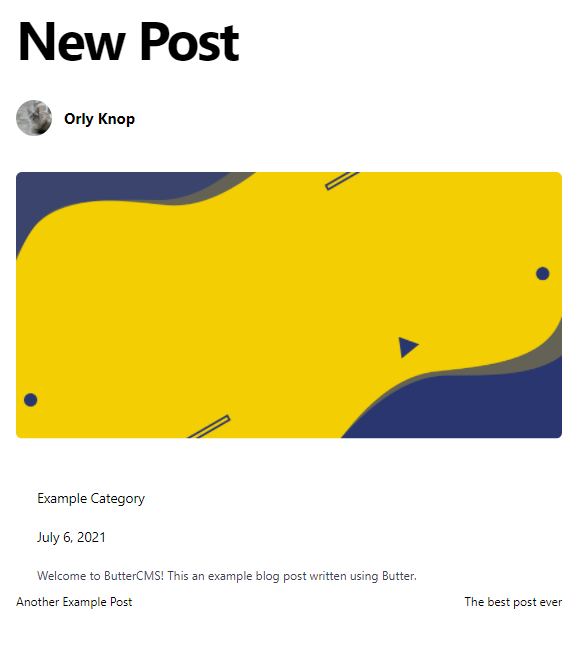 New Post
Orly Knop
Example Category
July 6, 2021
Welcome to ButterCMS! This an example blog post written using Butter.
Another Example Post
The best post ever